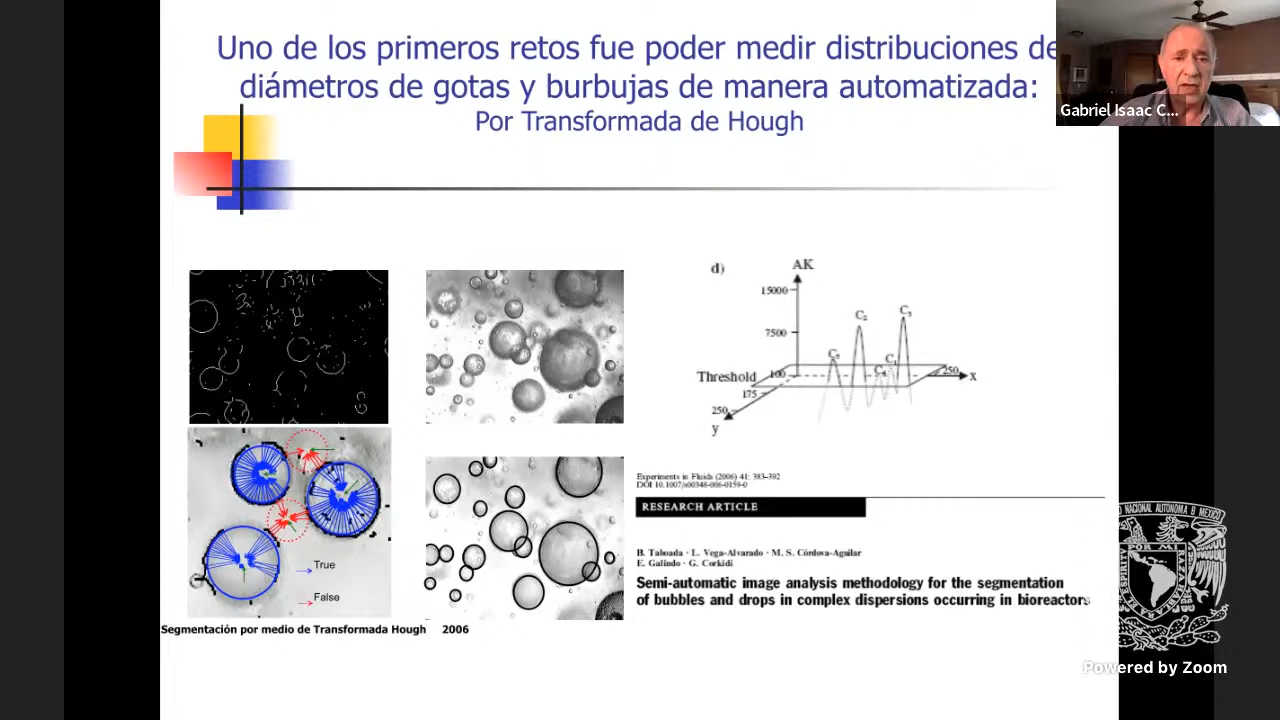 Uno de los primeros retos fue poder medir distribuciones de
diámetros de gotas y burbujas de manera automatizada:
Por Transformada de Hough
Gabriel Isaac C...
d)
AK
15000
7500
C₂
C₃
C₁
Threshold
100
175
250
250
x
y
True
False
Segmentación por medio de Transformada Hough 2006
Experiments in Fluids (2006) 41: 383–392
DOI 10.1007/s00348-006-0159-0
RESEARCH ARTICLE
B. Taboada · L. Vega-Alvarado · M. S. Córdova-Aguilar
E. Galindo · G. Corkidi
Semi-automatic image analysis methodology for the segmentation
of bubbles and drops in complex dispersions occurring in bioreactors
POR MI
Powered by Zoom